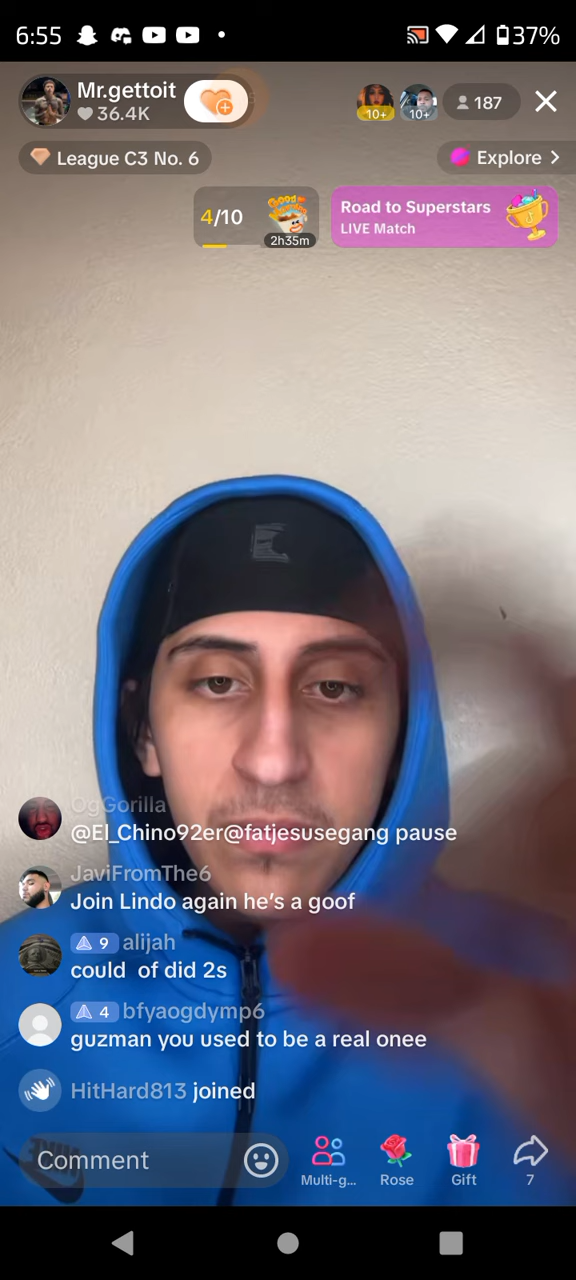 6:55
37%
Mr.gettoit
36.4K
10+
10+
187
League C3 No. 6
Explore
4/10
2h35m
Road to Superstars
LIVE Match
OgGorilla
@El_Chino92er@fatjesusegang pause
JaviFromThe6
Join Lindo again he's a goof
9 alijah
could of did 2s
4 bfyaogdymp6
guzman you used to be a real onee
HitHard813 joined
Comment
Multi-g...
Rose
Gift
7